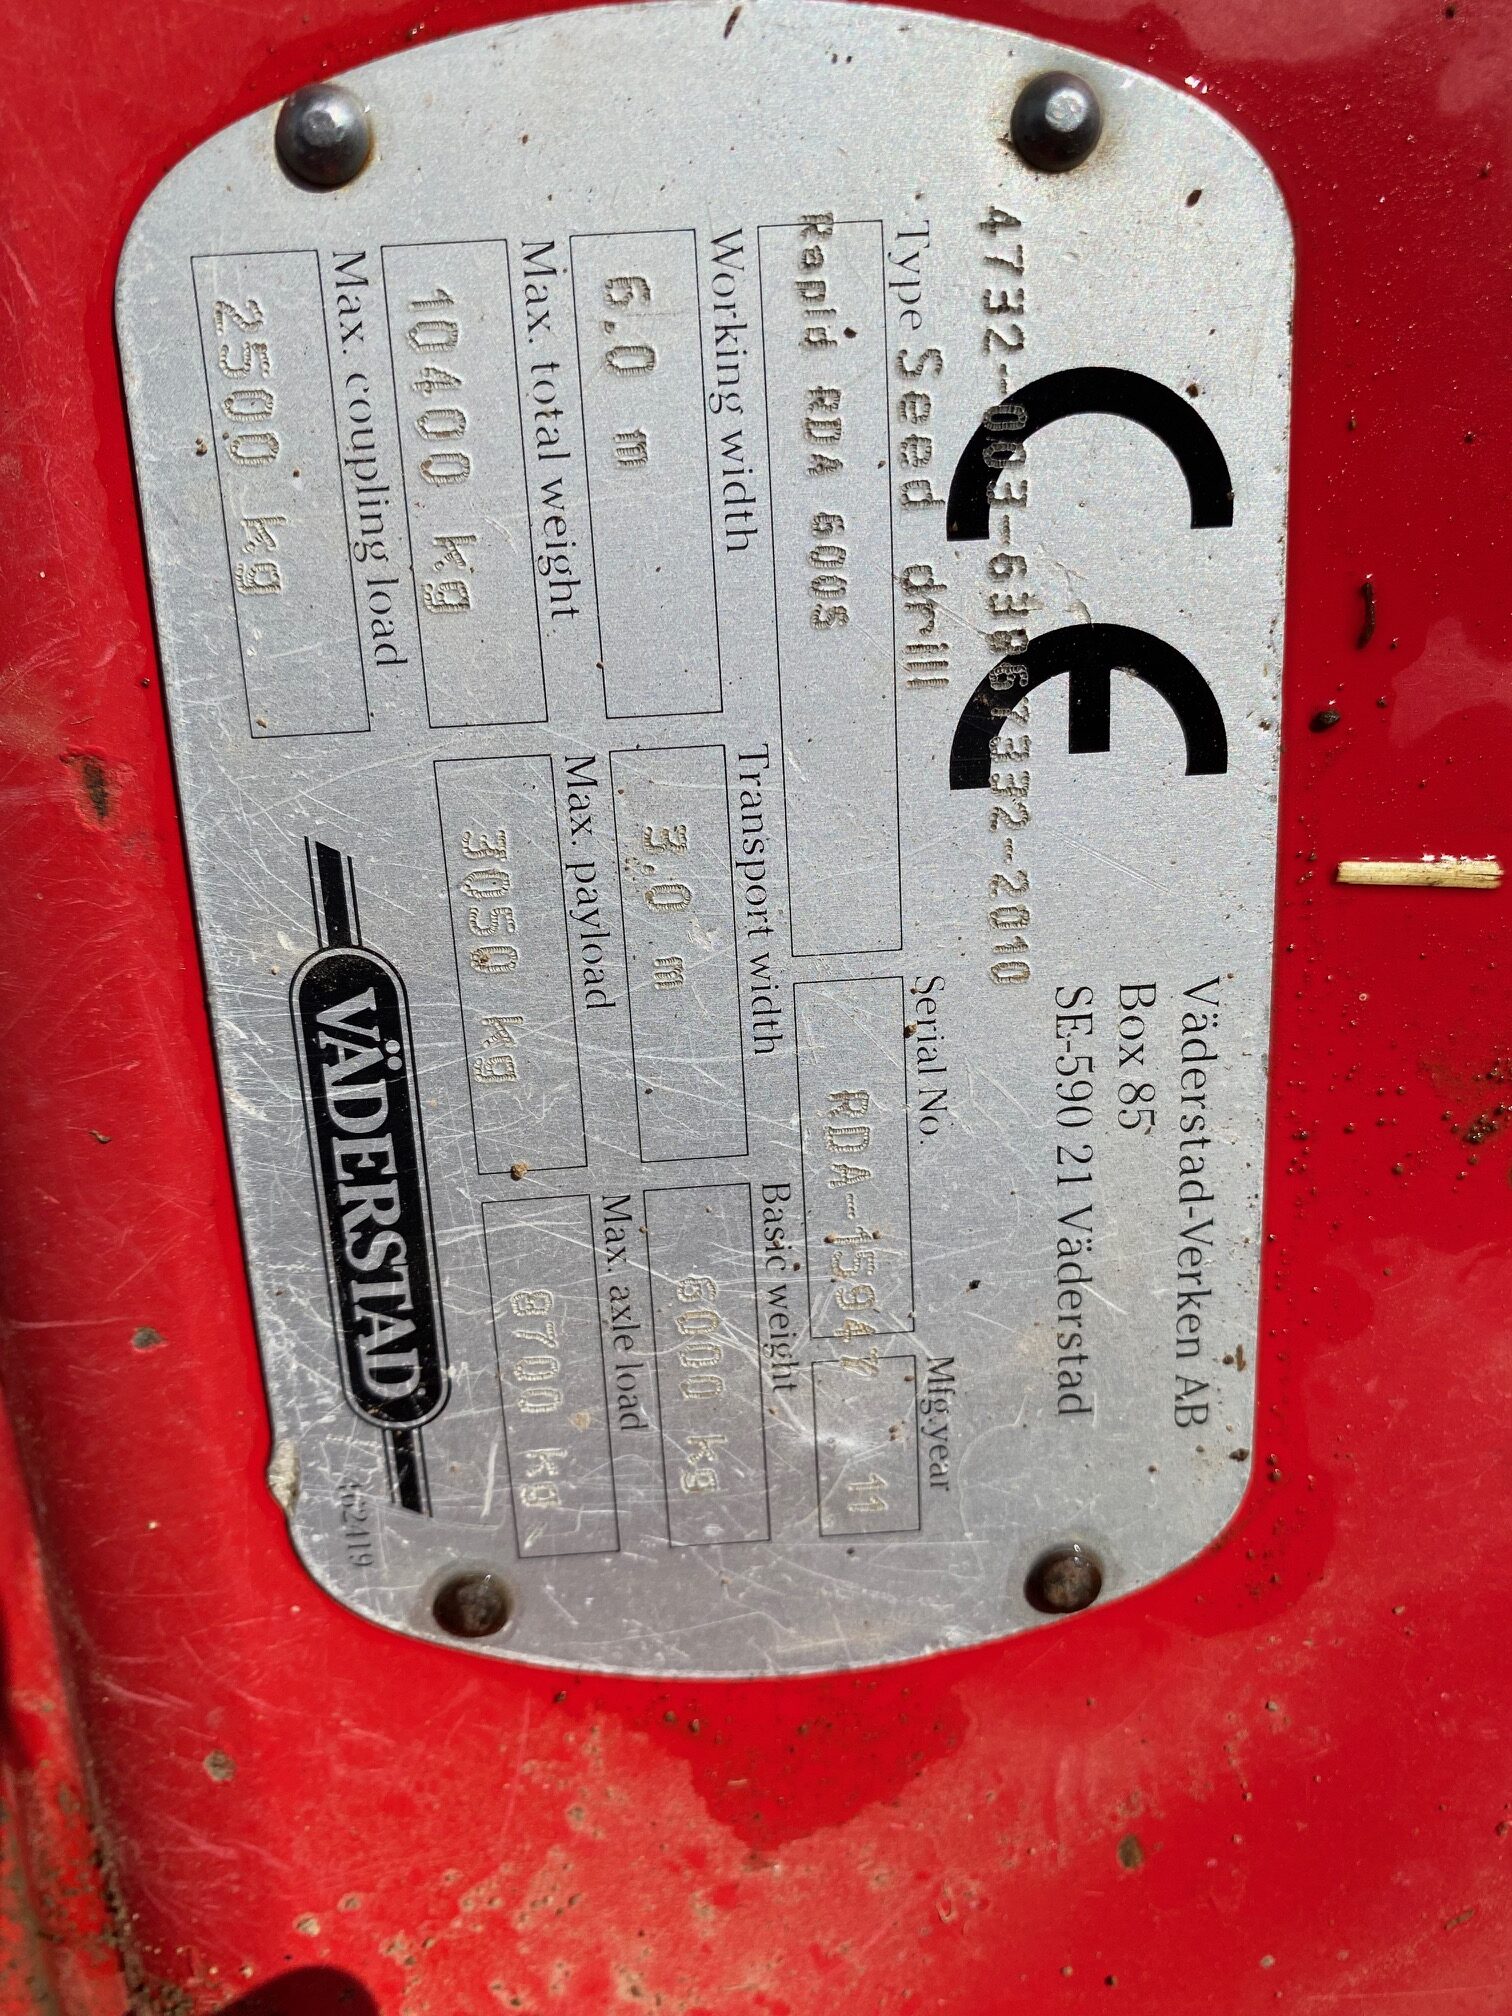 Väderstad-Verken AB
Box 85
SE-590 21 Väderstad
CE
4732-003-63867332-2010
Type Seed drill
Rapid RDA 600S
Serial No.
RDA-15947
Mfg.year
11
Working width
6.0 m
Transport width
3.0 m
Basic weight
6000 kg
Max. total weight
10400 kg
Max. payload
3050 kg
Max. axle load
8700 kg
Max. coupling load
2500 kg
VÄDERSTAD
462419